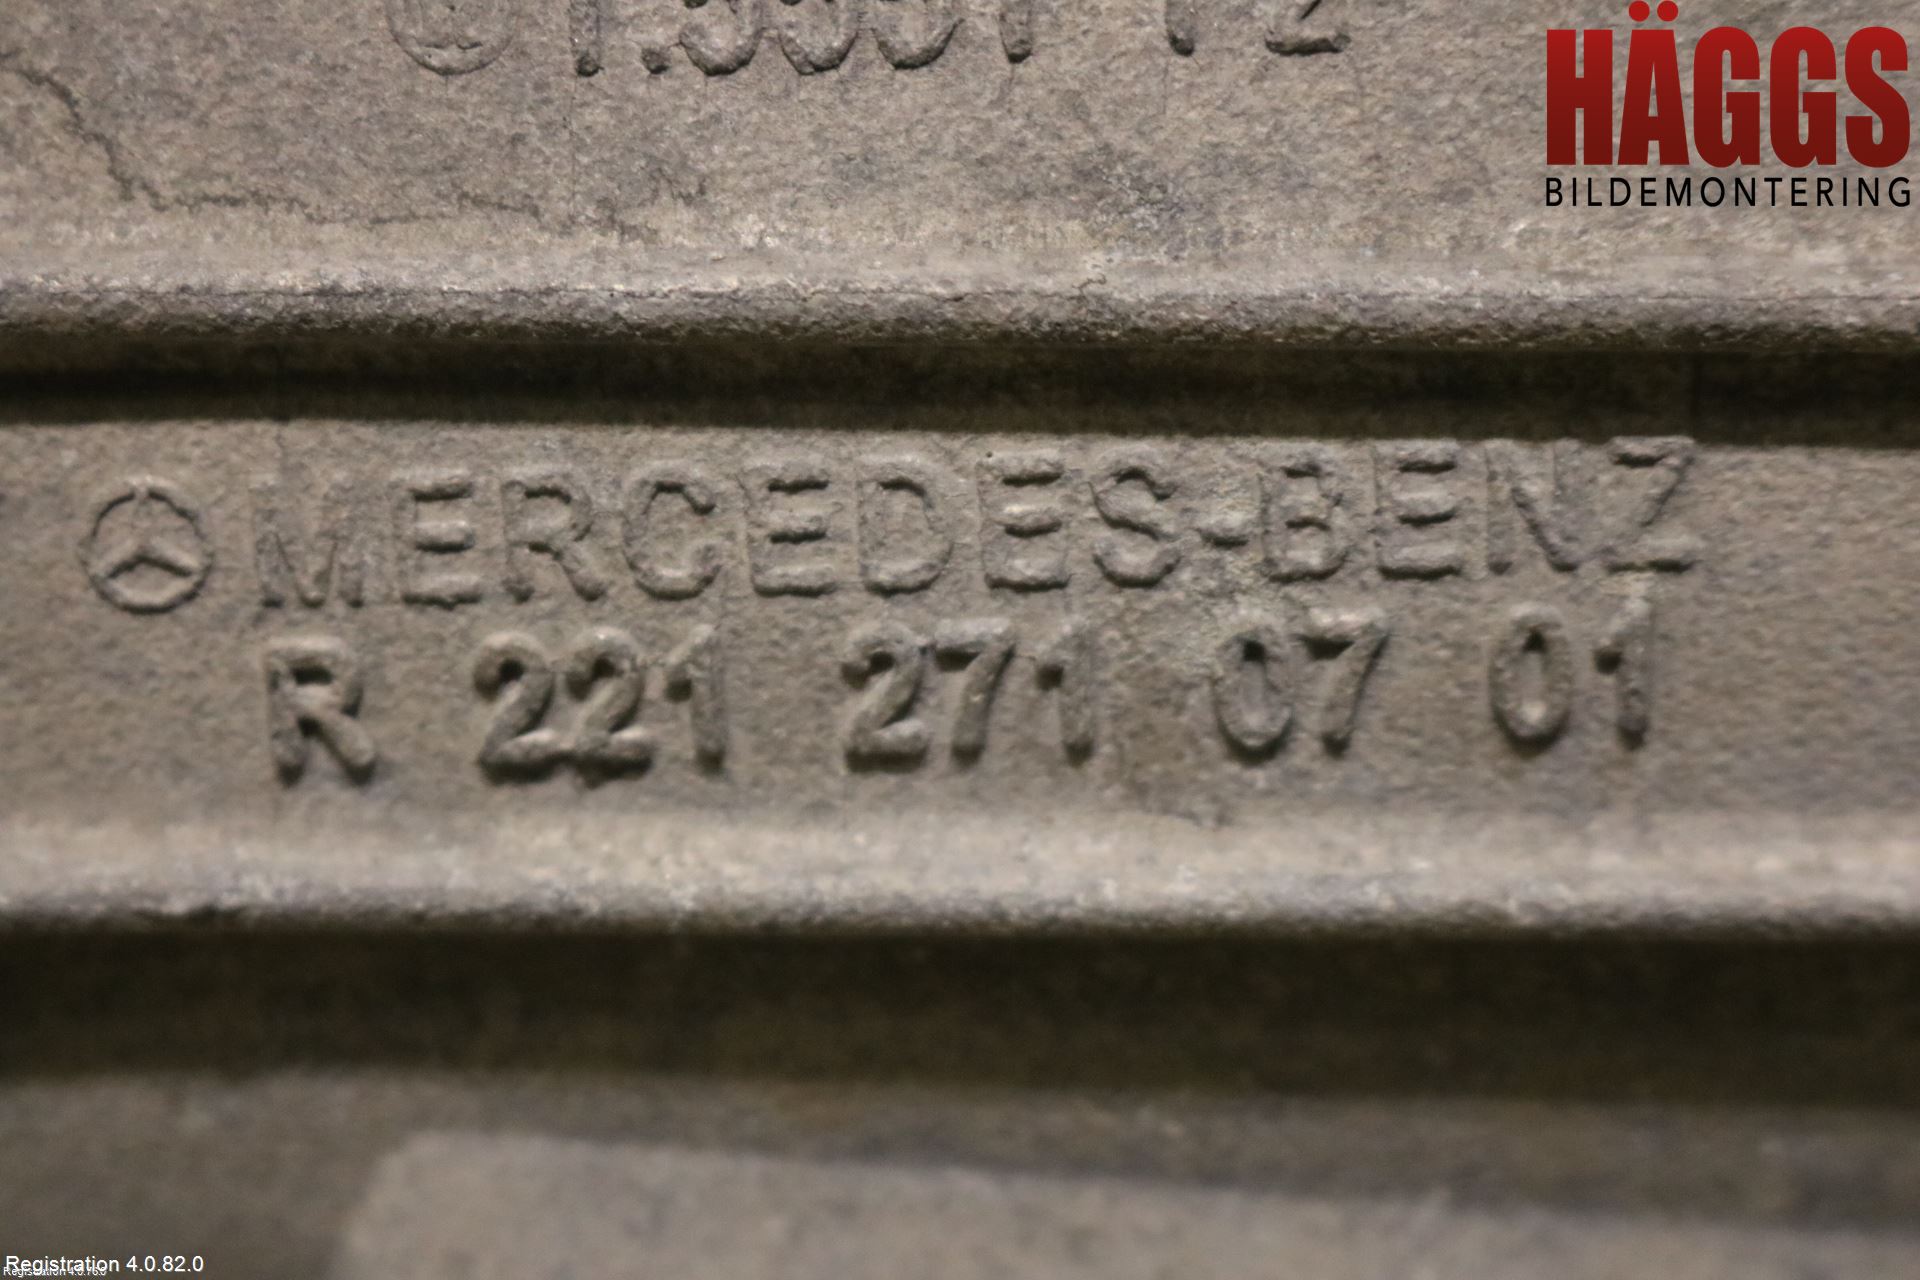 HÄGGS
BILDEMONTERING
MERCEDES-BENZ
R 221 271 07 01
Registration 4.0.82.0